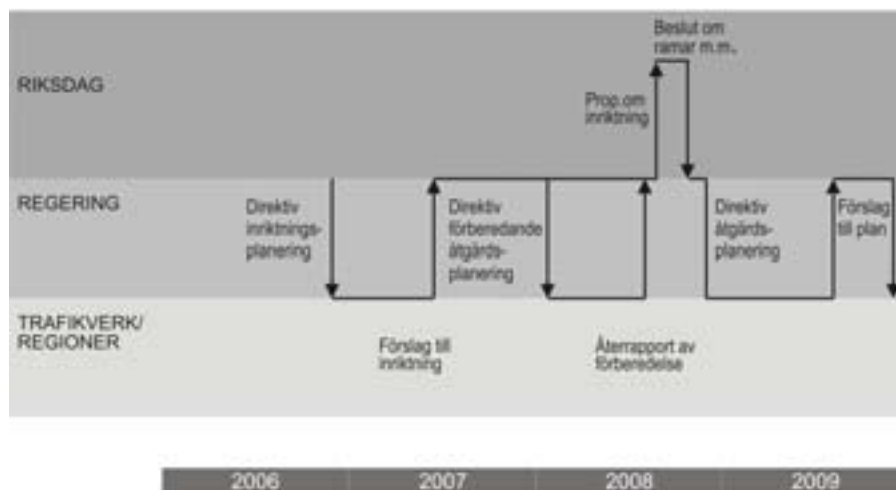 Beslut om
ramar m.m.
RIKSDAG
Prop.om
inriktning
REGERING
Direktiv
inriktnings-
planering
Direktiv
förberedande
åtgärds-
planering
Direktiv
åtgärds-
planering
Förslag
till plan
TRAFIKVERK/
REGIONER
Förslag till
inriktning
Återrapport av
förberedelse
2006
2007
2008
2009